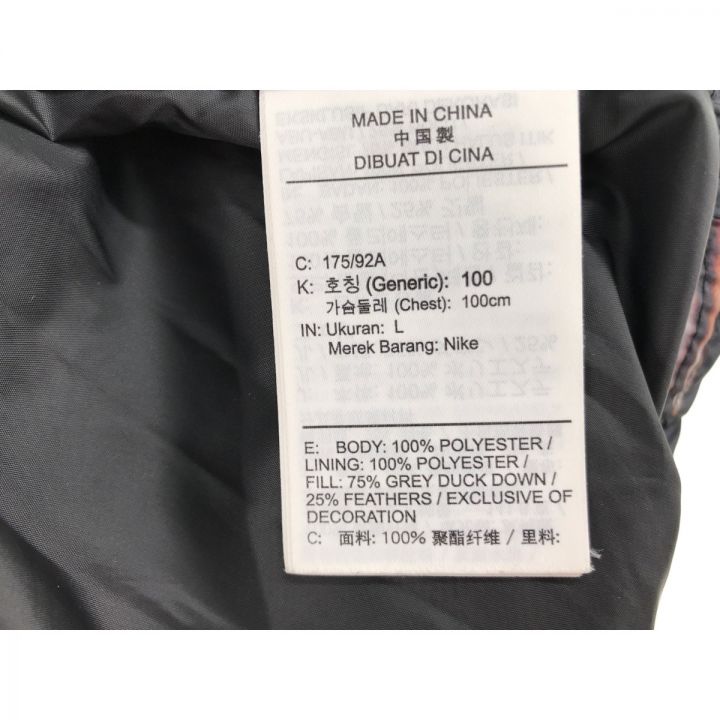 MADE IN CHINA
中国製
DIBUAT DI CINA
C: 175/92A
K: 호칭 (Generic): 100
가슴둘레 (Chest): 100cm
IN: Ukuran: L
Merek Barang: Nike
E: BODY: 100% POLYESTER /
LINING: 100% POLYESTER /
FILL: 75% GREY DUCK DOWN /
25% FEATHERS / EXCLUSIVE OF
DECORATION
C: 面料: 100% 聚酯纤维 / 里料: